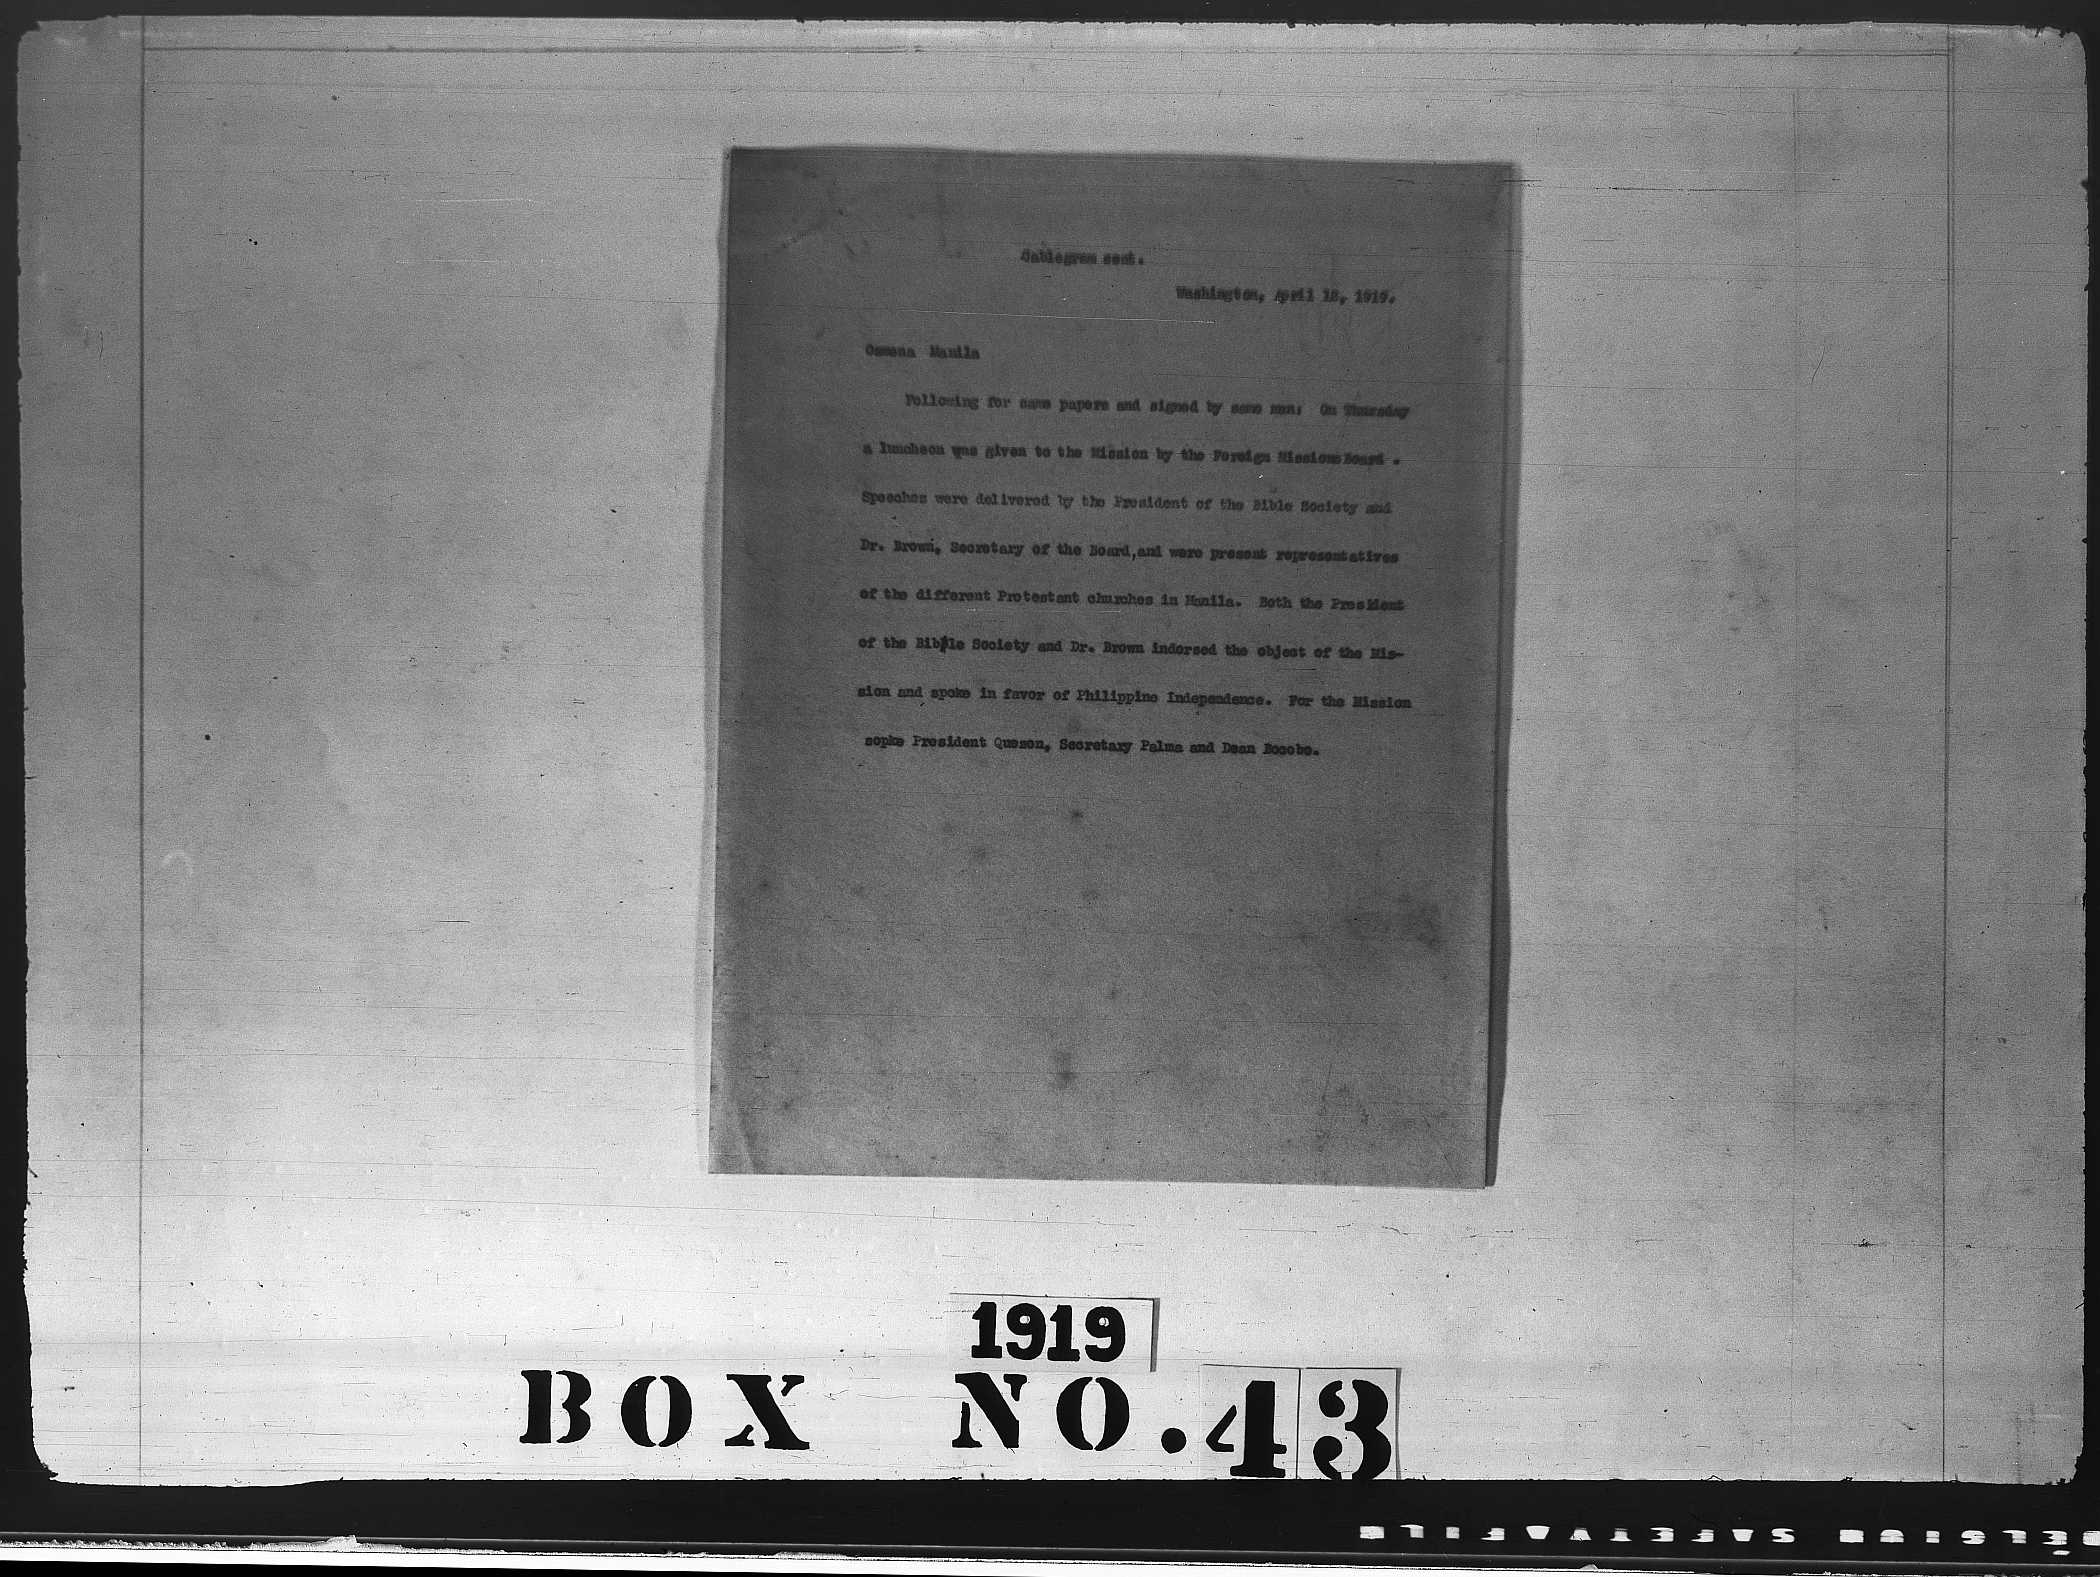 Cablegram sent.
Washington, April 18, 1919.
Osmena Manila
Following for same papers and signed by same men: On Thursday
a luncheon was given to the Mission by the Foreign Missions Board .
Speeches were delivered by the President of the Bible Society and
Dr. Brown, Secretary of the Board,and were present representatives
of the different Protestant churches in Manila. Both the President
of the Bible Society and Dr. Brown indorsed the object of the Mis-
sion and spoke in favor of Philippine Independence. For the Mission
sopke President Quezon, Secretary Palma and Dean Bocobo.
1919
BOX NO. 43
SAFETY